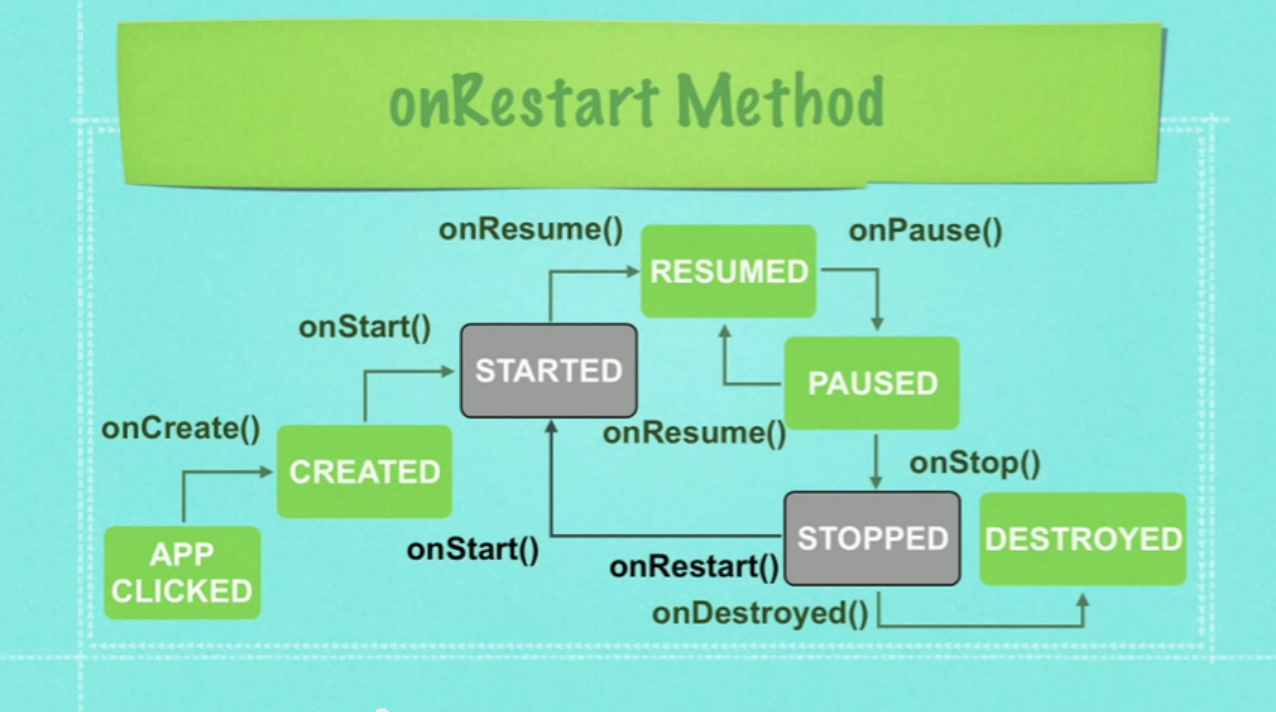 onRestart Method
onResume()
RESUMED
onPause()
onStart()
STARTED
PAUSED
onCreate()
CREATED
onResume()
onStop()
APP
CLICKED
onStart()
onRestart()
STOPPED
DESTROYED
onDestroyed()